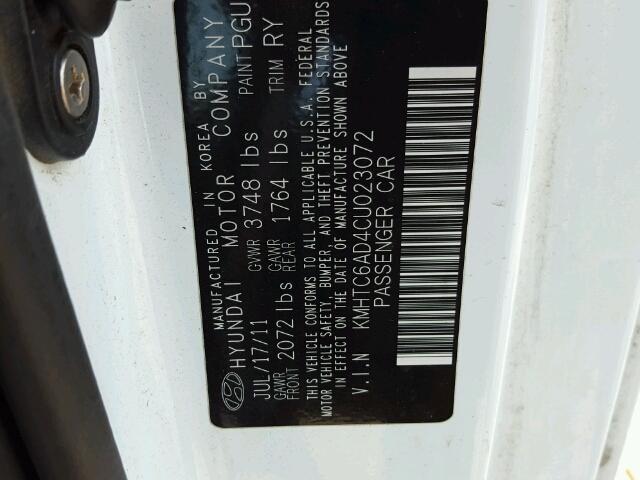 MANUFACTURED IN KOREA BY
HYUNDAI MOTOR COMPANY
JUL/17/11 GVWR 3748 lbs PAINT PGU
GAWR FRONT 2072 lbs GAWR REAR 1764 lbs TRIM RY
THIS VEHICLE CONFORMS TO ALL APPLICABLE U.S.A. FEDERAL
MOTOR VEHICLE SAFETY, BUMPER, AND THEFT PREVENTION STANDARDS
IN EFFECT ON THE DATE OF MANUFACTURE SHOWN ABOVE
V.I.N KMHTC6AD4CU023072
PASSENGER CAR